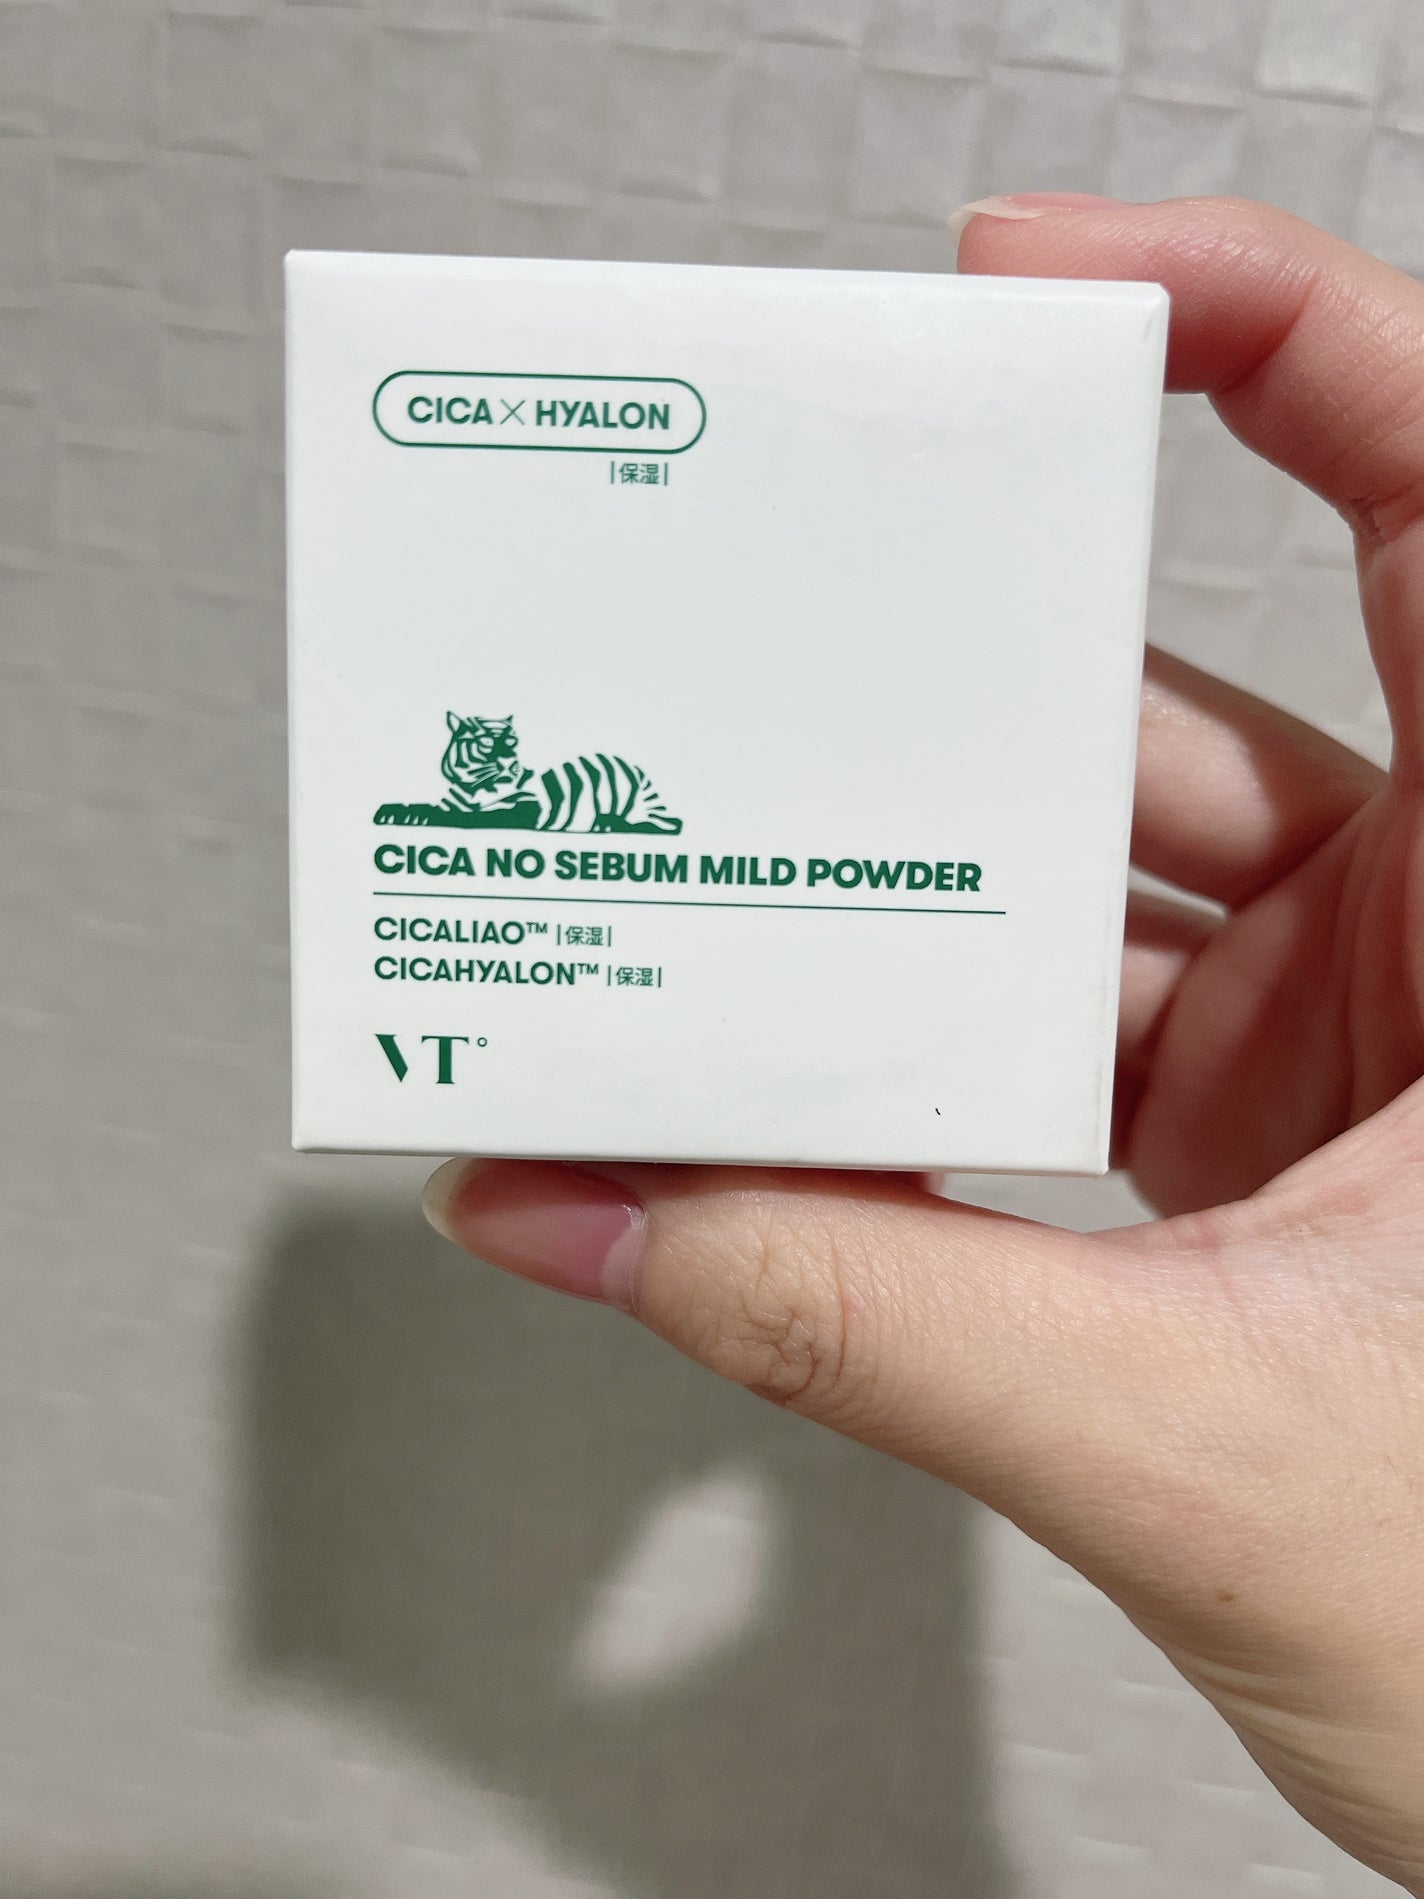 CICA×HYALON
|保湿|
CICA NO SEBUM MILD POWDER
CICALIAO™ |保湿|
CICAHYALON™ |保湿|
VT°